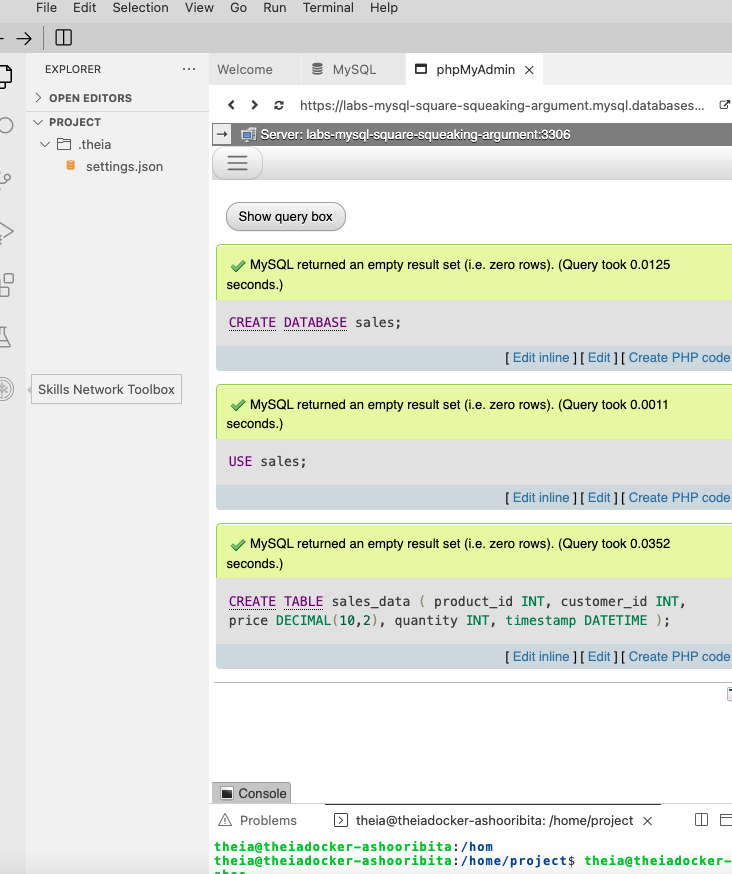 File Edit Selection View Go Run Terminal Help
EXPLORER
Welcome MySQL phpMyAdmin
OPEN EDITORS
https://labs-mysql-square-squeaking-argument.mysql.databases...
PROJECT
Server: labs-mysql-square-squeaking-argument:3306
.theia
settings.json
Show query box
MySQL returned an empty result set (i.e. zero rows). (Query took 0.0125
seconds.)
CREATE DATABASE sales;
[ Edit inline ] [ Edit ] [ Create PHP code
Skills Network Toolbox
MySQL returned an empty result set (i.e. zero rows). (Query took 0.0011
seconds.)
USE sales;
[ Edit inline ] [ Edit ] [ Create PHP code
MySQL returned an empty result set (i.e. zero rows). (Query took 0.0352
seconds.)
CREATE TABLE sales_data ( product_id INT, customer_id INT,
price DECIMAL(10,2), quantity INT, timestamp DATETIME );
[ Edit inline ] [ Edit ] [ Create PHP code
Console
Problems theia@theiadocker-ashooribita: /home/project
theia@theiadocker-ashooribita:/hom
theia@theiadocker-ashooribita:/home/project$ theia@theiadocker-